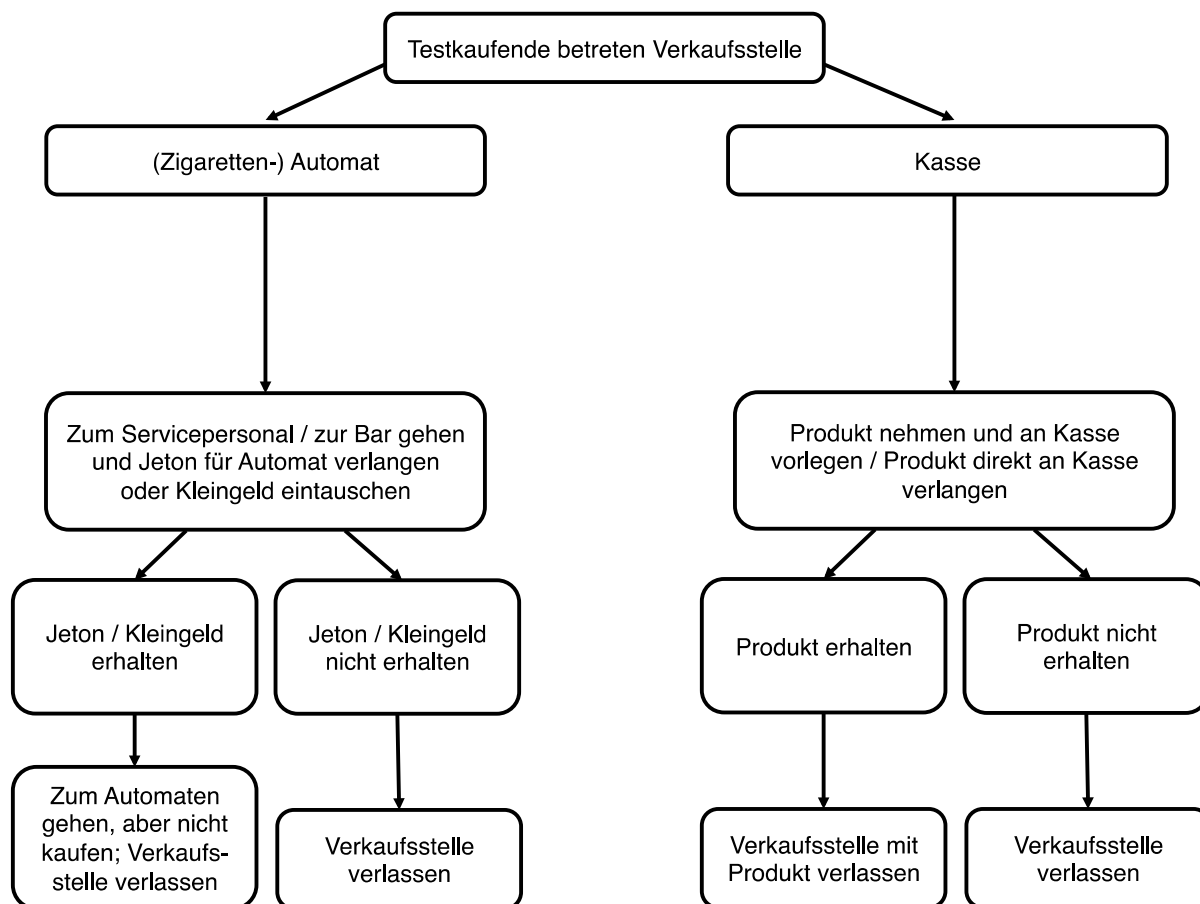 Testkaufende betreten Verkaufsstelle
(Zigaretten-) Automat
Kasse
Zum Servicepersonal / zur Bar gehen
und Jeton für Automat verlangen
oder Kleingeld eintauschen
Produkt nehmen und an Kasse
vorlegen / Produkt direkt an Kasse
verlangen
Jeton / Kleingeld
erhalten
Jeton / Kleingeld
nicht erhalten
Produkt erhalten
Produkt nicht
erhalten
Zum Automaten
gehen, aber nicht
kaufen; Verkaufs-
stelle verlassen
Verkaufsstelle
verlassen
Verkaufsstelle mit
Produkt verlassen
Verkaufsstelle
verlassen